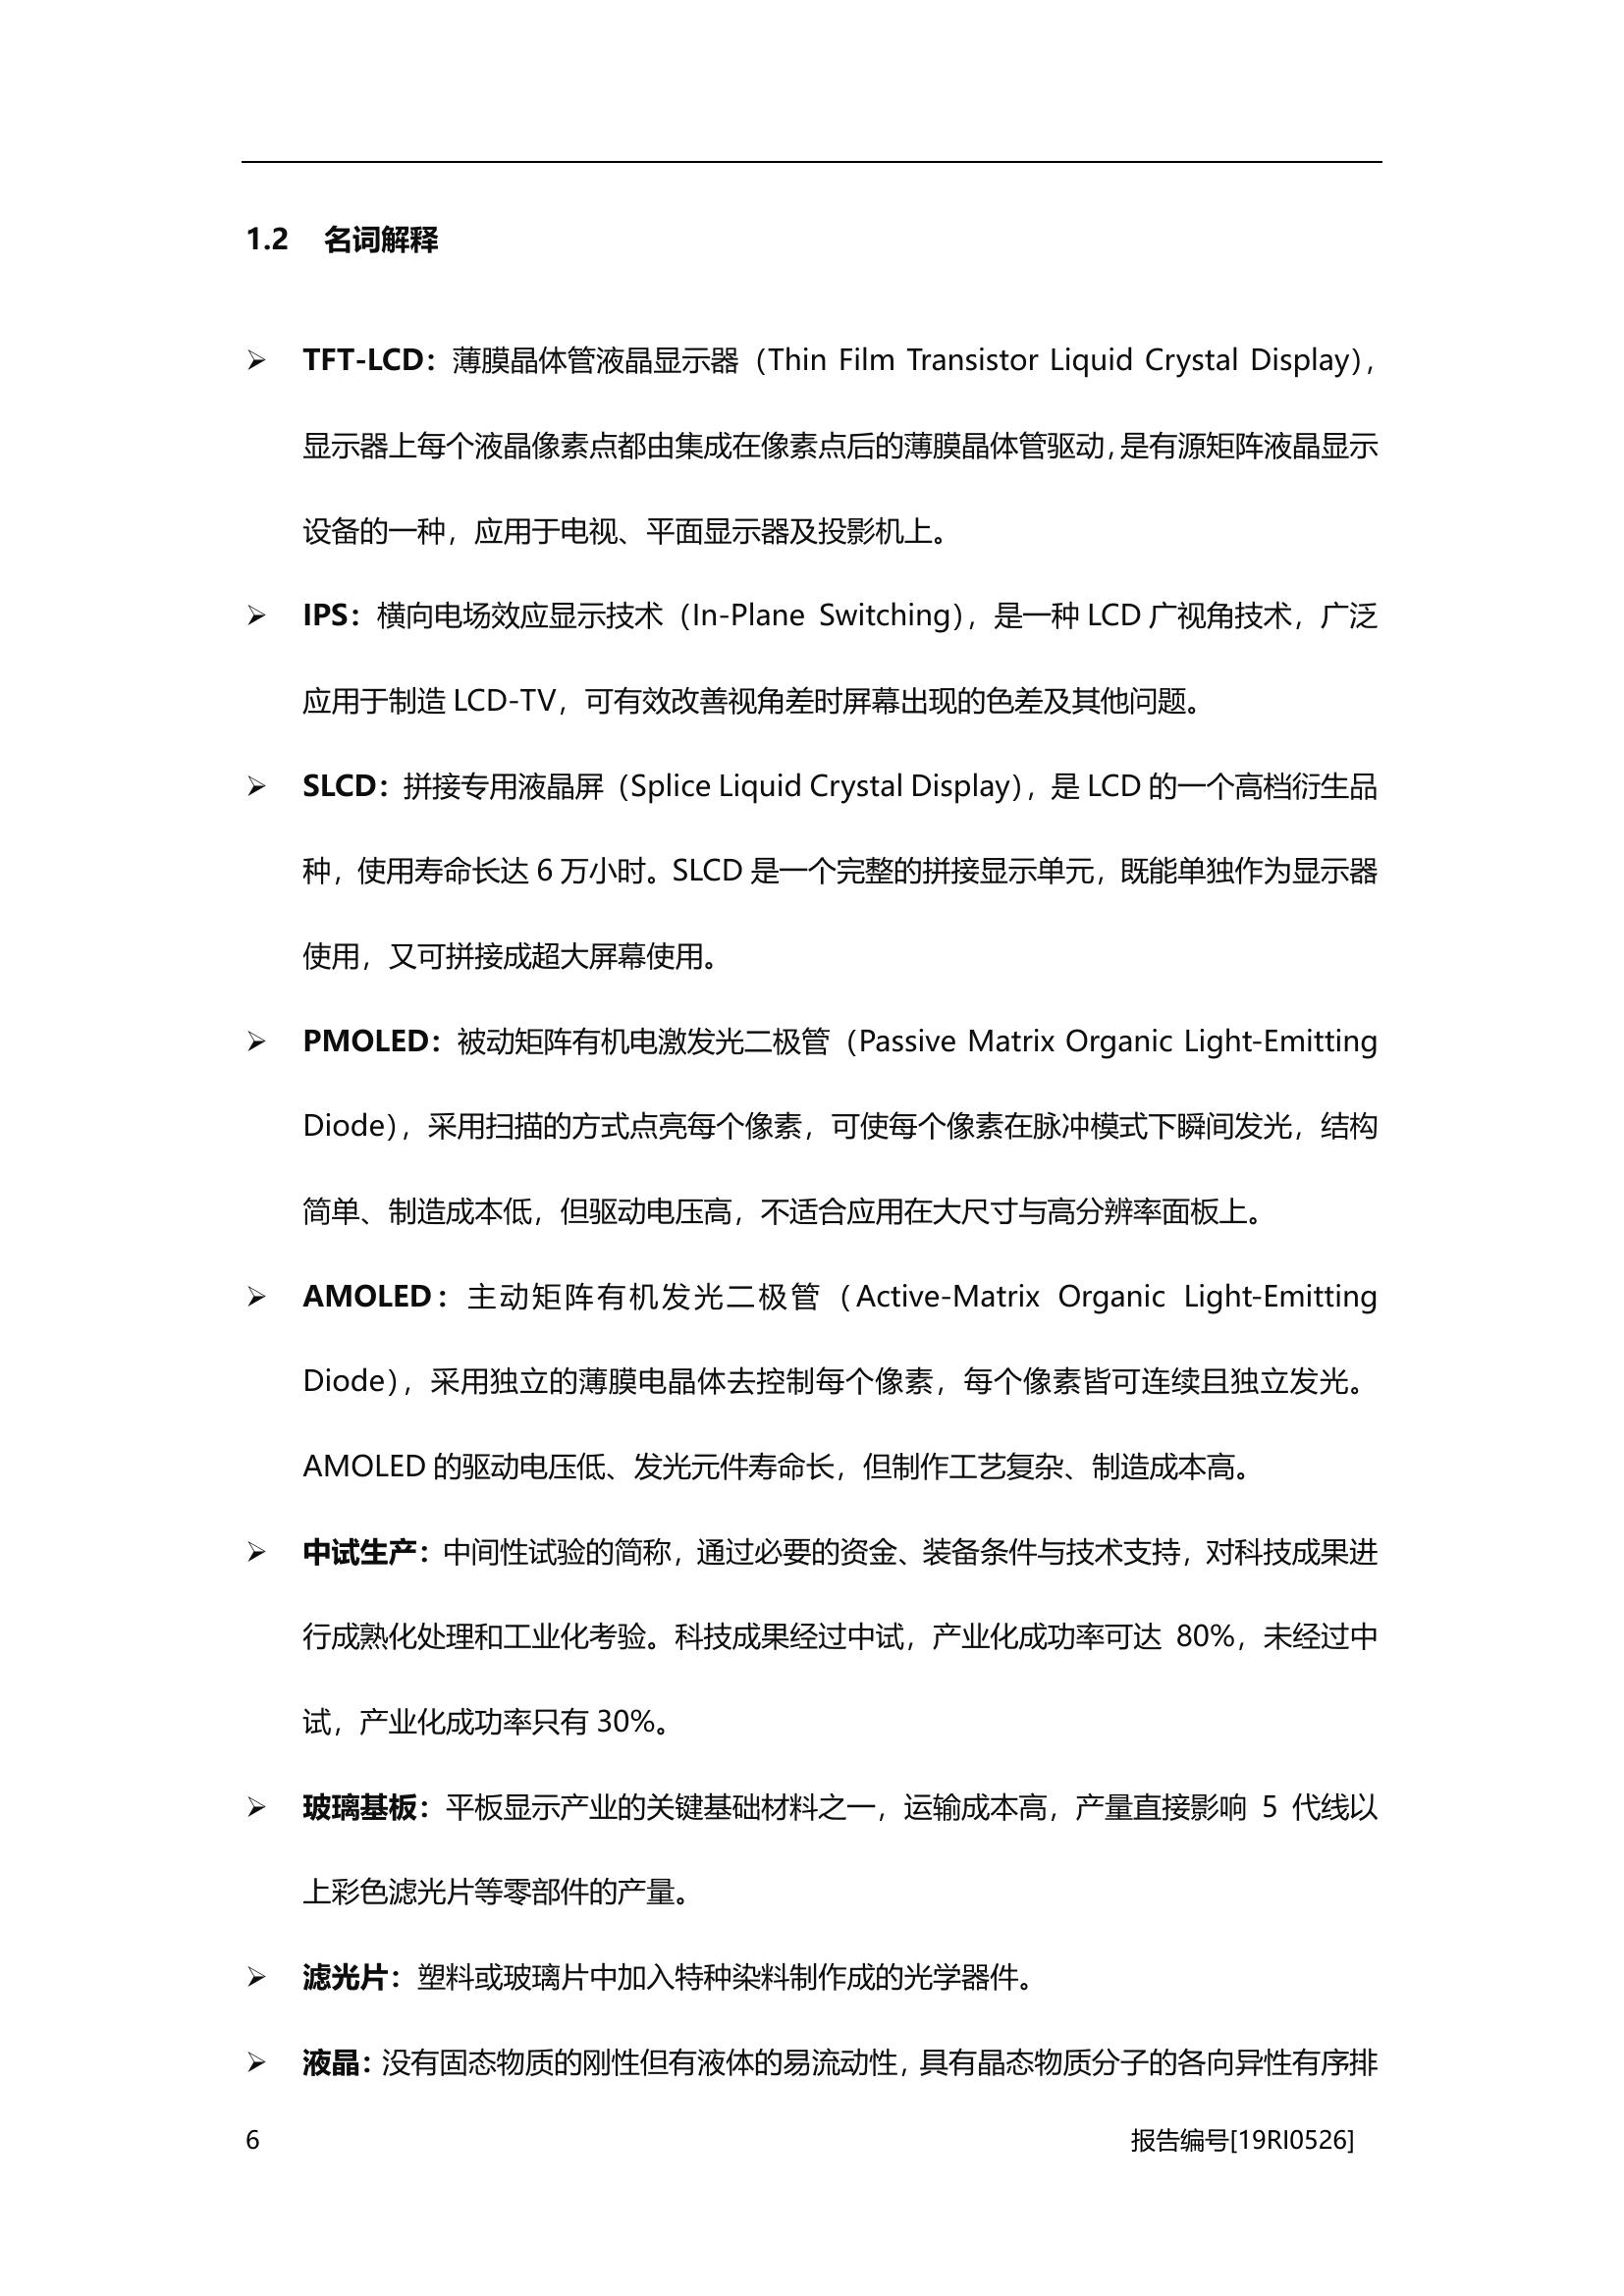 1.2 名词解释
➢ TFT-LCD：薄膜晶体管液晶显示器（Thin Film Transistor Liquid Crystal Display），
显示器上每个液晶像素点都由集成在像素点后的薄膜晶体管驱动，是有源矩阵液晶显示
设备的一种，应用于电视、平面显示器及投影机上。
➢ IPS：横向电场效应显示技术（In-Plane Switching），是一种 LCD 广视角技术，广泛
应用于制造 LCD-TV，可有效改善视角差时屏幕出现的色差及其他问题。
➢ SLCD：拼接专用液晶屏（Splice Liquid Crystal Display），是 LCD 的一个高档衍生品
种，使用寿命长达 6 万小时。SLCD 是一个完整的拼接显示单元，既能单独作为显示器
使用，又可拼接成超大屏幕使用。
➢ PMOLED：被动矩阵有机电激发光二极管（Passive Matrix Organic Light-Emitting
Diode），采用扫描的方式点亮每个像素，可使每个像素在脉冲模式下瞬间发光，结构
简单、制造成本低，但驱动电压高，不适合应用在大尺寸与高分辨率面板上。
➢ AMOLED：主动矩阵有机发光二极管（Active-Matrix Organic Light-Emitting
Diode），采用独立的薄膜电晶体去控制每个像素，每个像素皆可连续且独立发光。
AMOLED 的驱动电压低、发光元件寿命长，但制作工艺复杂、制造成本高。
➢ 中试生产：中间性试验的简称，通过必要的资金、装备条件与技术支持，对科技成果进
行成熟化处理和工业化考验。科技成果经过中试，产业化成功率可达 80%，未经过中
试，产业化成功率只有 30%。
➢ 玻璃基板：平板显示产业的关键基础材料之一，运输成本高，产量直接影响 5 代线以
上彩色滤光片等零部件的产量。
➢ 滤光片：塑料或玻璃片中加入特种染料制作成的光学器件。
➢ 液晶：没有固态物质的刚性但有液体的易流动性，具有晶态物质分子的各向异性有序排
6 报告编号[19RI0526]